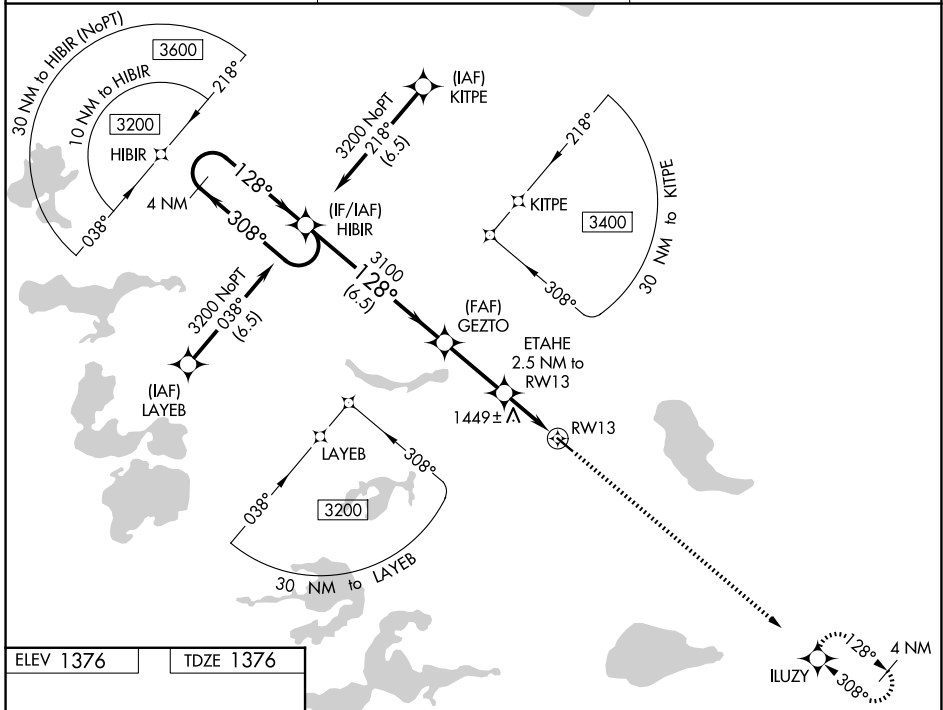 30 NM to HIBIR (NoPT)
3600
10 NM to HIBIR
218°
3200
HIBIR
038°
(IAF)
KITPE
3200 NoPT
218°
(6.5)
128°
4 NM
308°
(IF/IAF)
HIBIR
218°
KITPE
3400
30 NM to KITPE
308°
3100
128°
(6.5)
3200 NoPT
038°
(6.5)
(FAF)
GEZTO
(IAF)
LAYEB
ETAHE
2.5 NM to
RW13
1449±
RW13
LAYEB
038°
308°
3200
30 NM to LAYEB
ELEV 1376
TDZE 1376
128°
4 NM
ILUZY
308°